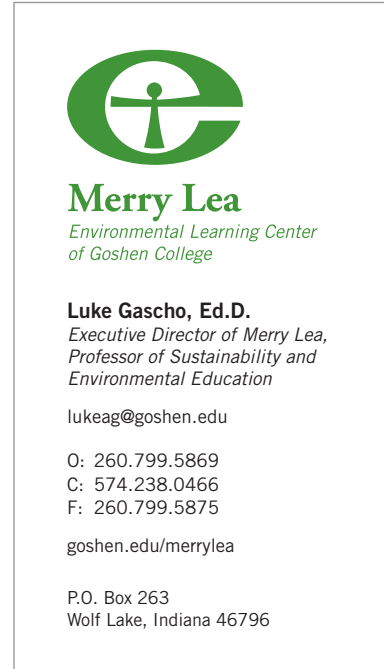 Merry Lea
Environmental Learning Center
of Goshen College
Luke Gascho, Ed.D.
Executive Director of Merry Lea,
Professor of Sustainability and
Environmental Education
lukeag@goshen.edu
O: 260.799.5869
C: 574.238.0466
F: 260.799.5875
goshen.edu/merrylea
P.O. Box 263
Wolf Lake, Indiana 46796